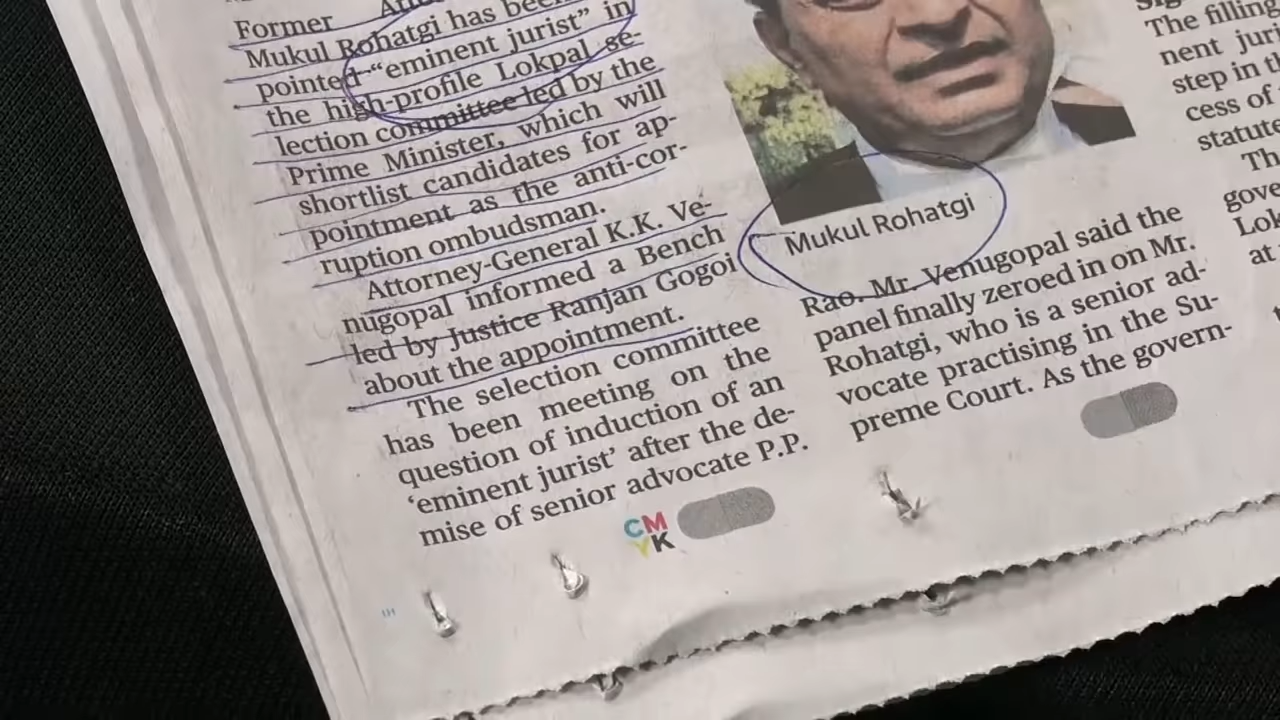 Former
Mukul Rohatgi has been
pointed “eminent jurist” in
the high-profile Lokpal se-
lection committee led by the
Prime Minister, which will
shortlist candidates for ap-
pointment as the anti-cor-
ruption ombudsman.
Attorney-General K.K. Ve-
nugopal informed a Bench
led by Justice Ranjan Gogoi
about the appointment.
The selection committee
has been meeting on the
question of induction of an
‘eminent jurist’ after the de-
mise of senior advocate P.P.
CMYK
Mukul Rohatgi
Rao. Mr. Venugopal said the
panel finally zeroed in on Mr.
Rohatgi, who is a senior ad-
vocate practising in the Su-
preme Court. As the govern-
The filling
nent juri
step in th
cess of
statute
Th
gove
Lok
at